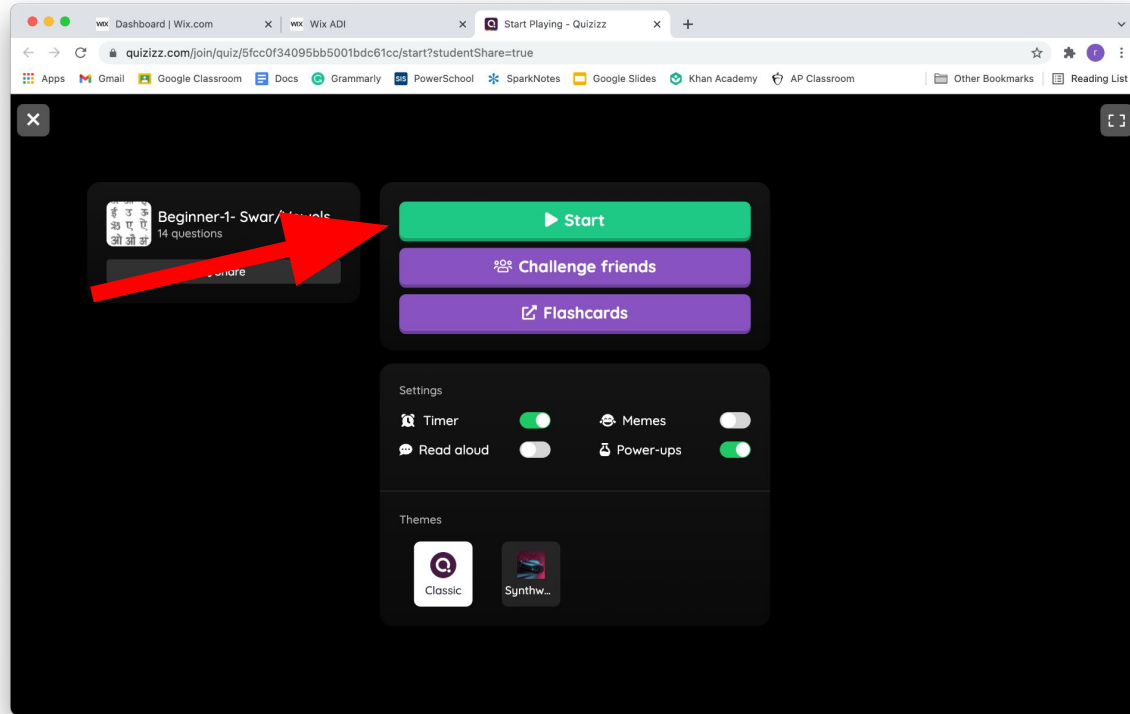 Dashboard | Wix.com
Wix ADI
Start Playing - Quizizz
quizizz.com/join/quiz/5fcc0f34095bb5001bdc61cc/start?studentShare=true
Apps
Gmail
Google Classroom
Docs
Grammarly
PowerSchool
SparkNotes
Google Slides
Khan Academy
AP Classroom
Other Bookmarks
Reading List
ई उ ऊ
ऋ ए ऐ
ओ औ अं
Beginner-1- Swar/Vowels
14 questions
Share
Start
Challenge friends
Flashcards
Settings
Timer
Memes
Read aloud
Power-ups
Themes
Classic
Synthw...